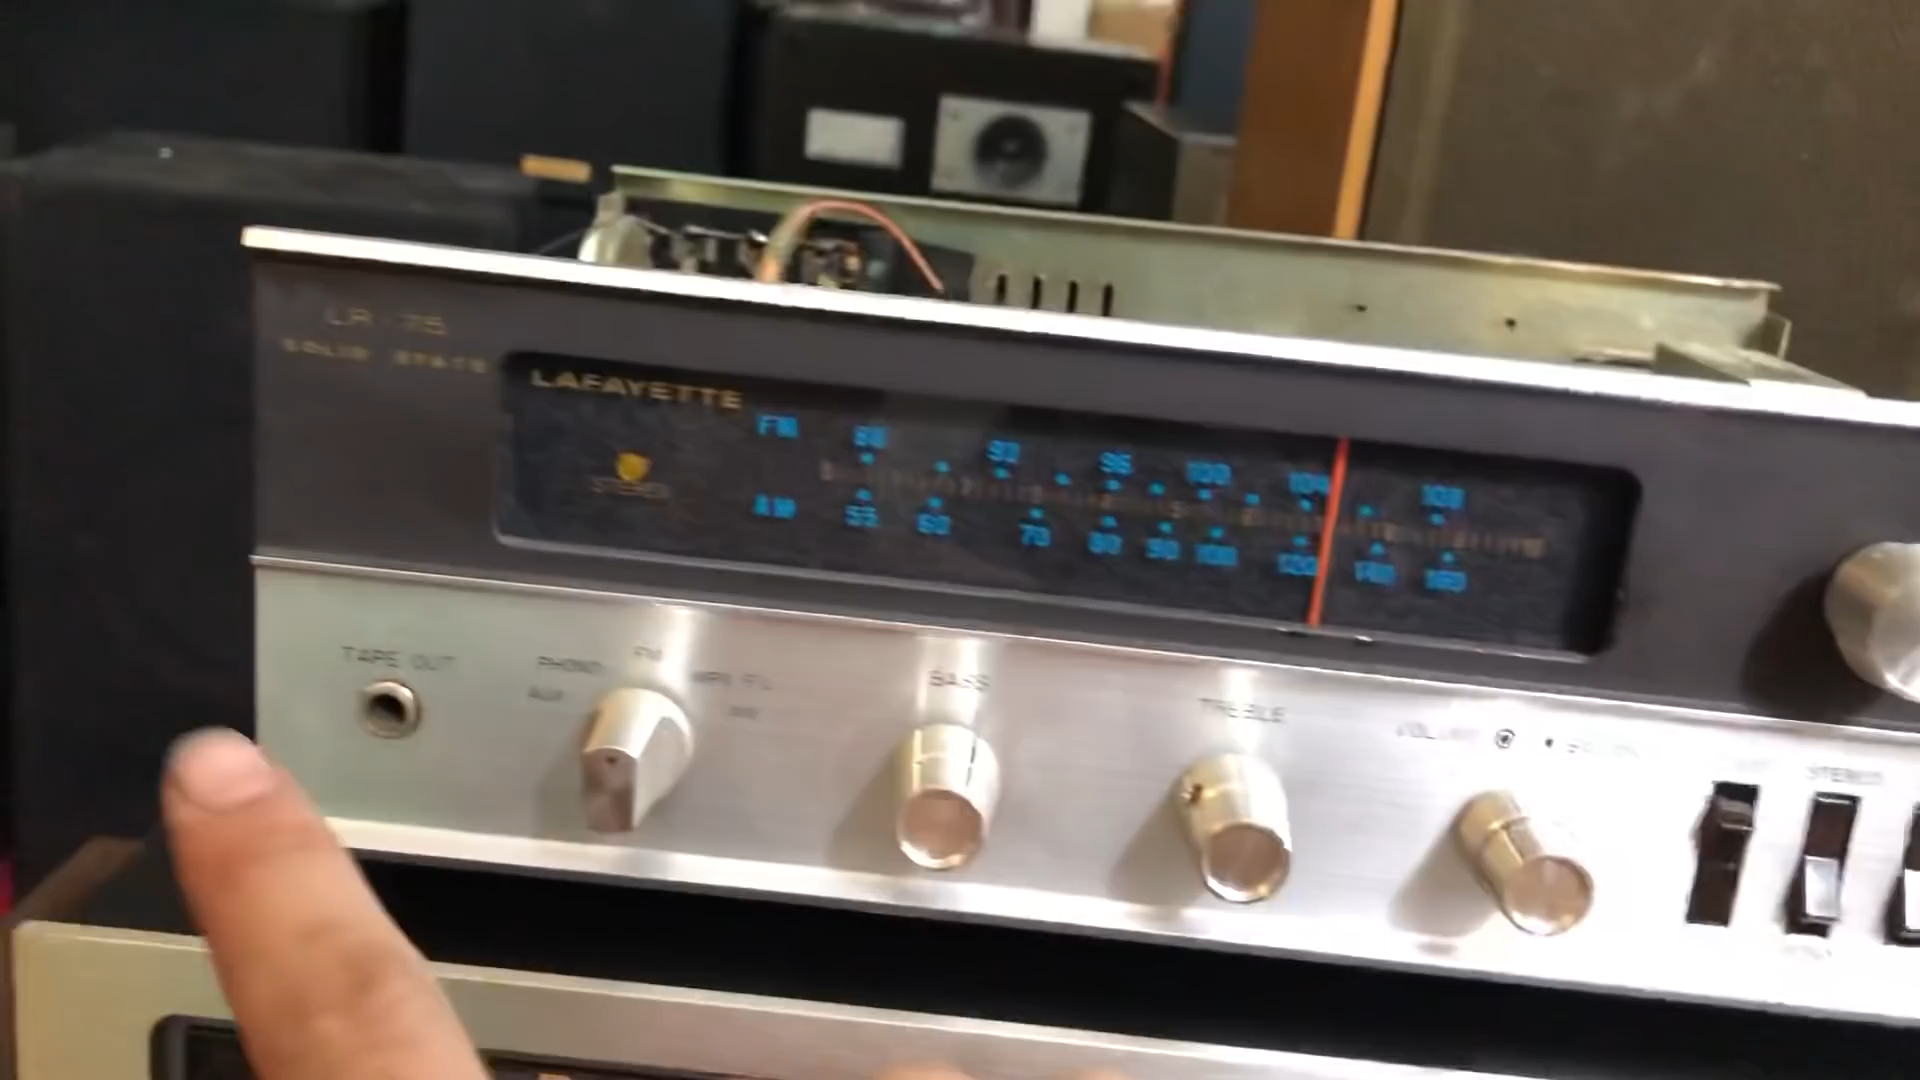 LR-75
SOLID STATE
LAFAYETTE
FM 88 92 96 100 104 108
STEREO
AM 55 60 70 80 90 100 120 140 160
TAPE OUT
PHONO FM
AUX
BASS
TREBLE
VOLUME
STEREO